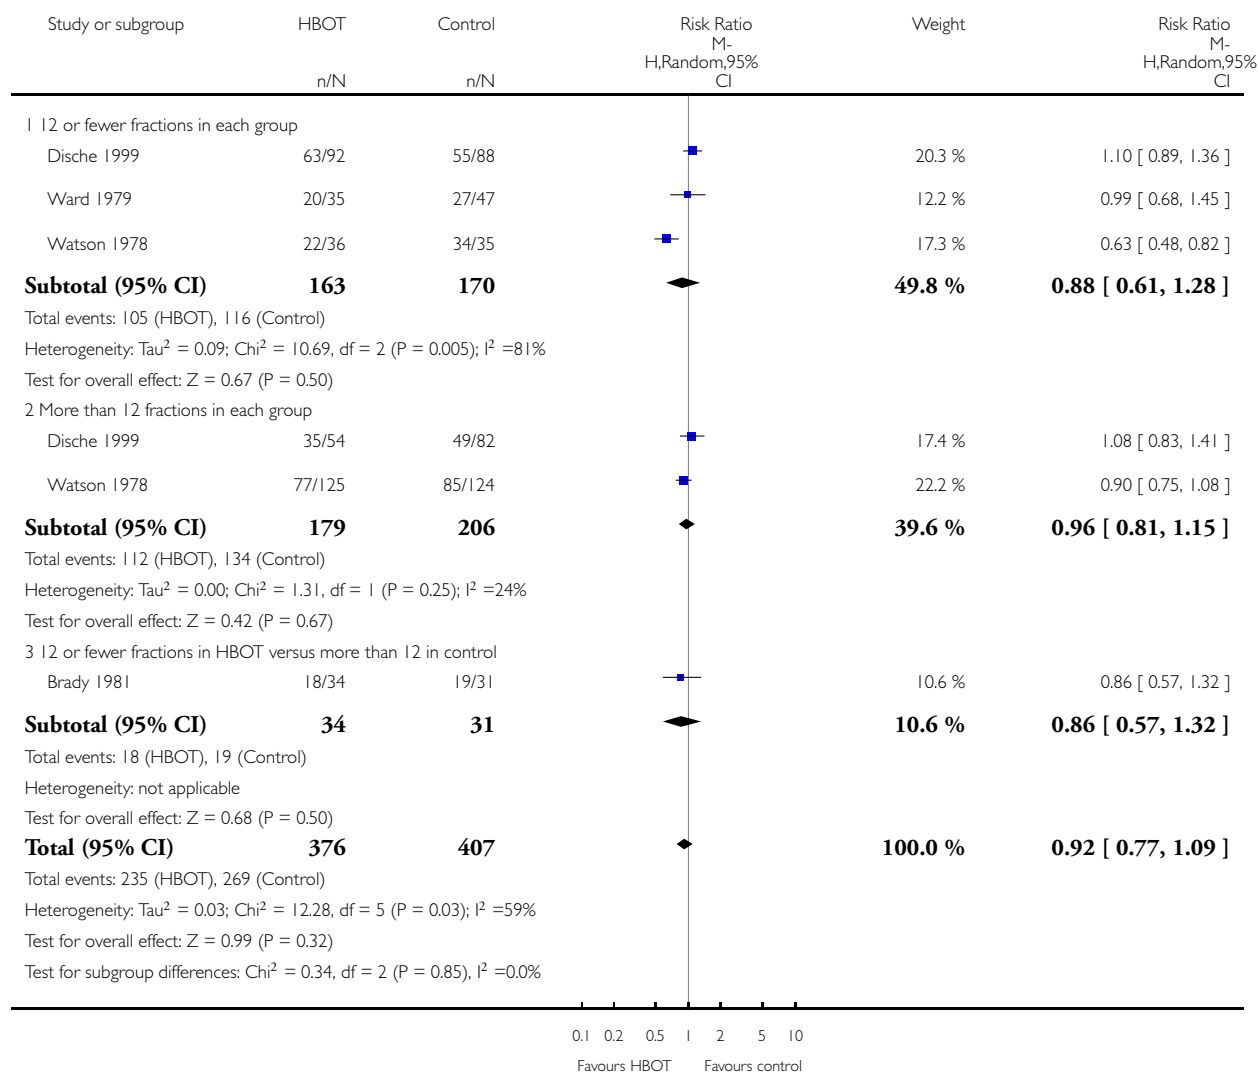 Study or subgroup HBOT Control Risk Ratio Weight Risk Ratio
M- M-
H,Random,95% H,Random,95%
n/N n/N CI CI
1 12 or fewer fractions in each group
Dische 1999 63/92 55/88 20.3 % 1.10 [ 0.89, 1.36 ]
Ward 1979 20/35 27/47 12.2 % 0.99 [ 0.68, 1.45 ]
Watson 1978 22/36 34/35 17.3 % 0.63 [ 0.48, 0.82 ]
Subtotal (95% CI) 163 170 49.8 % 0.88 [ 0.61, 1.28 ]
Total events: 105 (HBOT), 116 (Control)
Heterogeneity: Tau² = 0.09; Chi² = 10.69, df = 2 (P = 0.005); I² =81%
Test for overall effect: Z = 0.67 (P = 0.50)
2 More than 12 fractions in each group
Dische 1999 35/54 49/82 17.4 % 1.08 [ 0.83, 1.41 ]
Watson 1978 77/125 85/124 22.2 % 0.90 [ 0.75, 1.08 ]
Subtotal (95% CI) 179 206 39.6 % 0.96 [ 0.81, 1.15 ]
Total events: 112 (HBOT), 134 (Control)
Heterogeneity: Tau² = 0.00; Chi² = 1.31, df = 1 (P = 0.25); I² =24%
Test for overall effect: Z = 0.42 (P = 0.67)
3 12 or fewer fractions in HBOT versus more than 12 in control
Brady 1981 18/34 19/31 10.6 % 0.86 [ 0.57, 1.32 ]
Subtotal (95% CI) 34 31 10.6 % 0.86 [ 0.57, 1.32 ]
Total events: 18 (HBOT), 19 (Control)
Heterogeneity: not applicable
Test for overall effect: Z = 0.68 (P = 0.50)
Total (95% CI) 376 407 100.0 % 0.92 [ 0.77, 1.09 ]
Total events: 235 (HBOT), 269 (Control)
Heterogeneity: Tau² = 0.03; Chi² = 12.28, df = 5 (P = 0.03); I² =59%
Test for overall effect: Z = 0.99 (P = 0.32)
Test for subgroup differences: Chi² = 0.34, df = 2 (P = 0.85), I² =0.0%
0.1 0.2 0.5 1 2 5 10
Favours HBOT Favours control